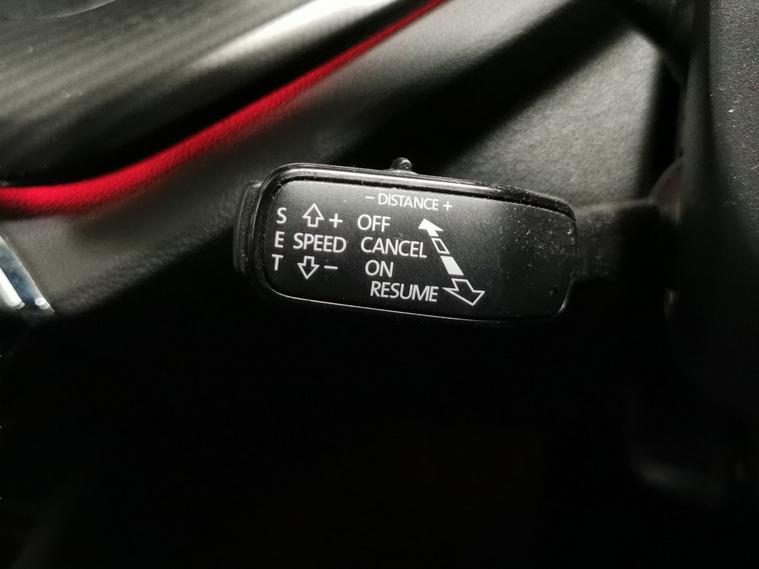 - DISTANCE +
S ⇧ + OFF
E SPEED CANCEL
T ⇩ - ON
RESUME